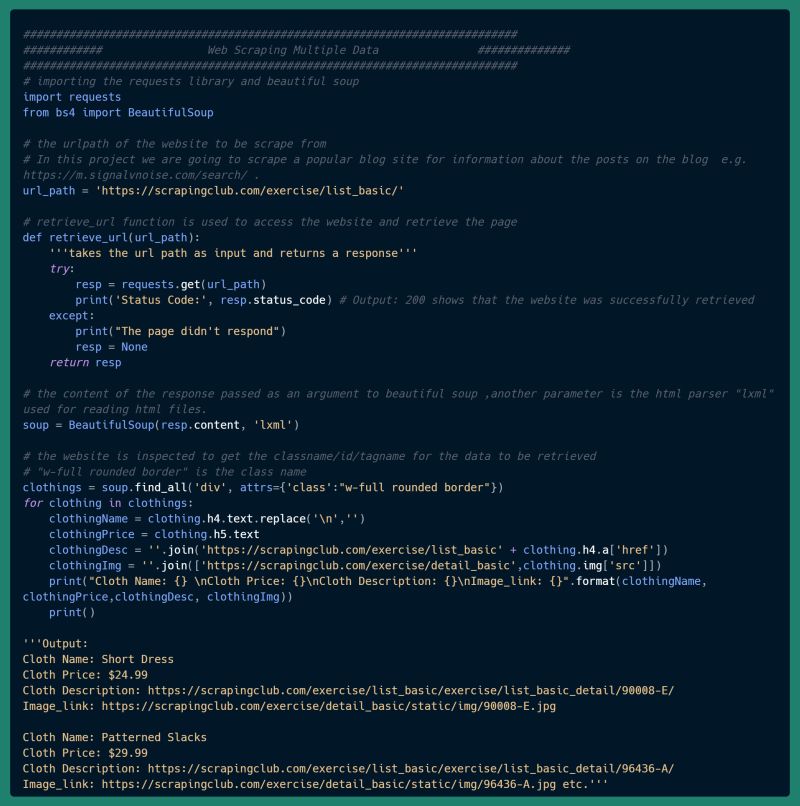 ###########################################################################
############                Web Scraping Multiple Data               ##############
###########################################################################
# importing the requests library and beautiful soup
import requests
from bs4 import BeautifulSoup

# the urlpath of the website to be scrape from
# In this project we are going to scrape a popular blog site for information about the posts on the blog  e.g.
https://m.signalvnoise.com/search/ .
url_path = 'https://scrapingclub.com/exercise/list_basic/'

# retrieve_url function is used to access the website and retrieve the page
def retrieve_url(url_path):
    '''takes the url path as input and returns a response'''
    try:
        resp = requests.get(url_path)
        print('Status Code:', resp.status_code) # Output: 200 shows that the website was successfully retrieved
    except:
        print("The page didn't respond")
        resp = None
    return resp

# the content of the response passed as an argument to beautiful soup ,another parameter is the html parser "lxml"
used for reading html files.
soup = BeautifulSoup(resp.content, 'lxml')

# the website is inspected to get the classname/id/tagname for the data to be retrieved
# "w-full rounded border" is the class name
clothings = soup.find_all('div', attrs={'class':"w-full rounded border"})
for clothing in clothings:
    clothingName = clothing.h4.text.replace('\n','')
    clothingPrice = clothing.h5.text
    clothingDesc = ''.join('https://scrapingclub.com/exercise/list_basic' + clothing.h4.a['href'])
    clothingImg = ''.join(['https://scrapingclub.com/exercise/detail_basic',clothing.img['src']])
    print("Cloth Name: {} \nCloth Price: {}\nCloth Description: {}\nImage_link: {}".format(clothingName,
clothingPrice,clothingDesc, clothingImg))
    print()

'''Output:
Cloth Name: Short Dress
Cloth Price: $24.99
Cloth Description: https://scrapingclub.com/exercise/list_basic/exercise/list_basic_detail/90008-E/
Image_link: https://scrapingclub.com/exercise/detail_basic/static/img/90008-E.jpg

Cloth Name: Patterned Slacks
Cloth Price: $29.99
Cloth Description: https://scrapingclub.com/exercise/list_basic/exercise/list_basic_detail/96436-A/
Image_link: https://scrapingclub.com/exercise/detail_basic/static/img/96436-A.jpg etc.'''